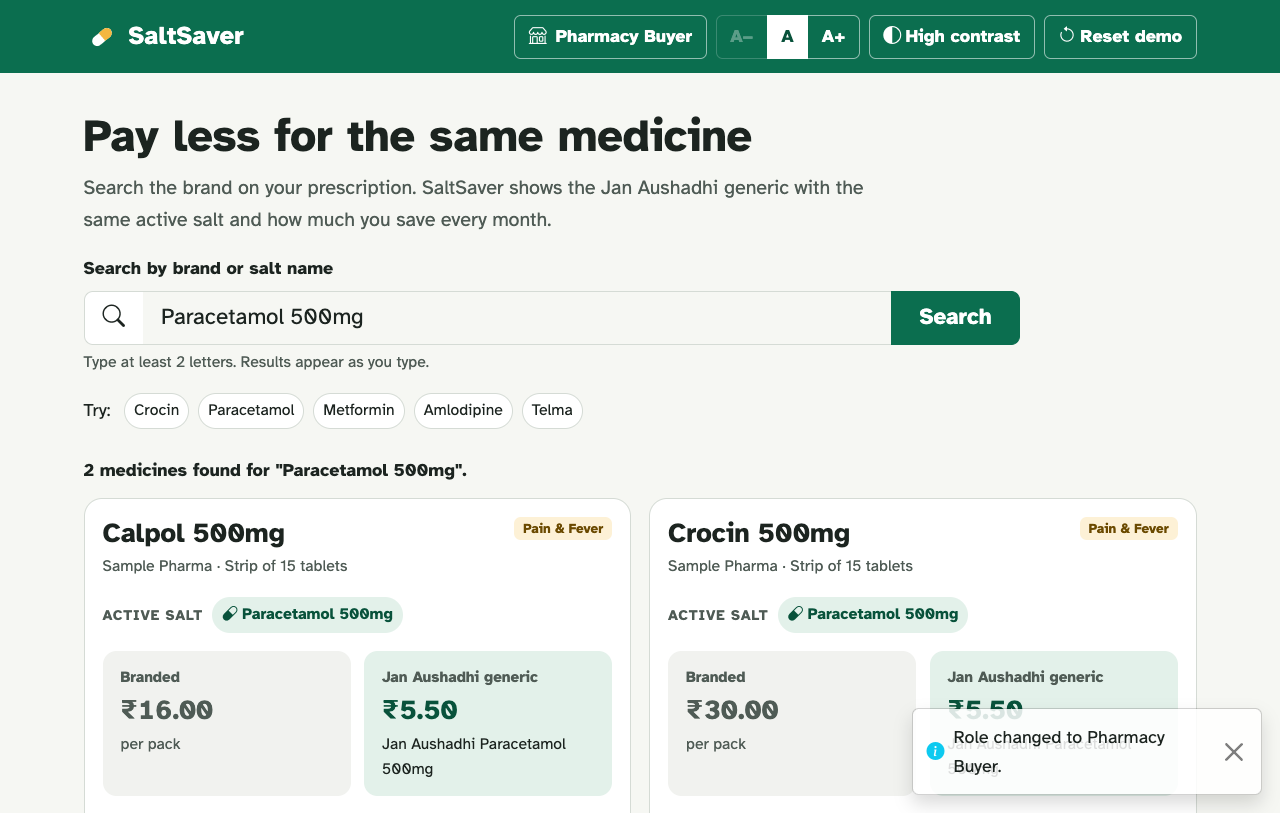 SaltSaver
Pharmacy Buyer
A−
A
A+
High contrast
Reset demo
Pay less for the same medicine
Search the brand on your prescription. SaltSaver shows the Jan Aushadhi generic with the
same active salt and how much you save every month.
Search by brand or salt name
Paracetamol 500mg
Search
Type at least 2 letters. Results appear as you type.
Try:
Crocin
Paracetamol
Metformin
Amlodipine
Telma
2 medicines found for "Paracetamol 500mg".
Calpol 500mg
Pain & Fever
Sample Pharma · Strip of 15 tablets
ACTIVE SALT
Paracetamol 500mg
Branded
₹16.00
per pack
Jan Aushadhi generic
₹5.50
Jan Aushadhi Paracetamol
500mg
Crocin 500mg
Pain & Fever
Sample Pharma · Strip of 15 tablets
ACTIVE SALT
Paracetamol 500mg
Branded
₹30.00
per pack
Jan Aushadhi generic
₹5.50
Jan Aushadhi Paracetamol
Role changed to Pharmacy
Buyer.